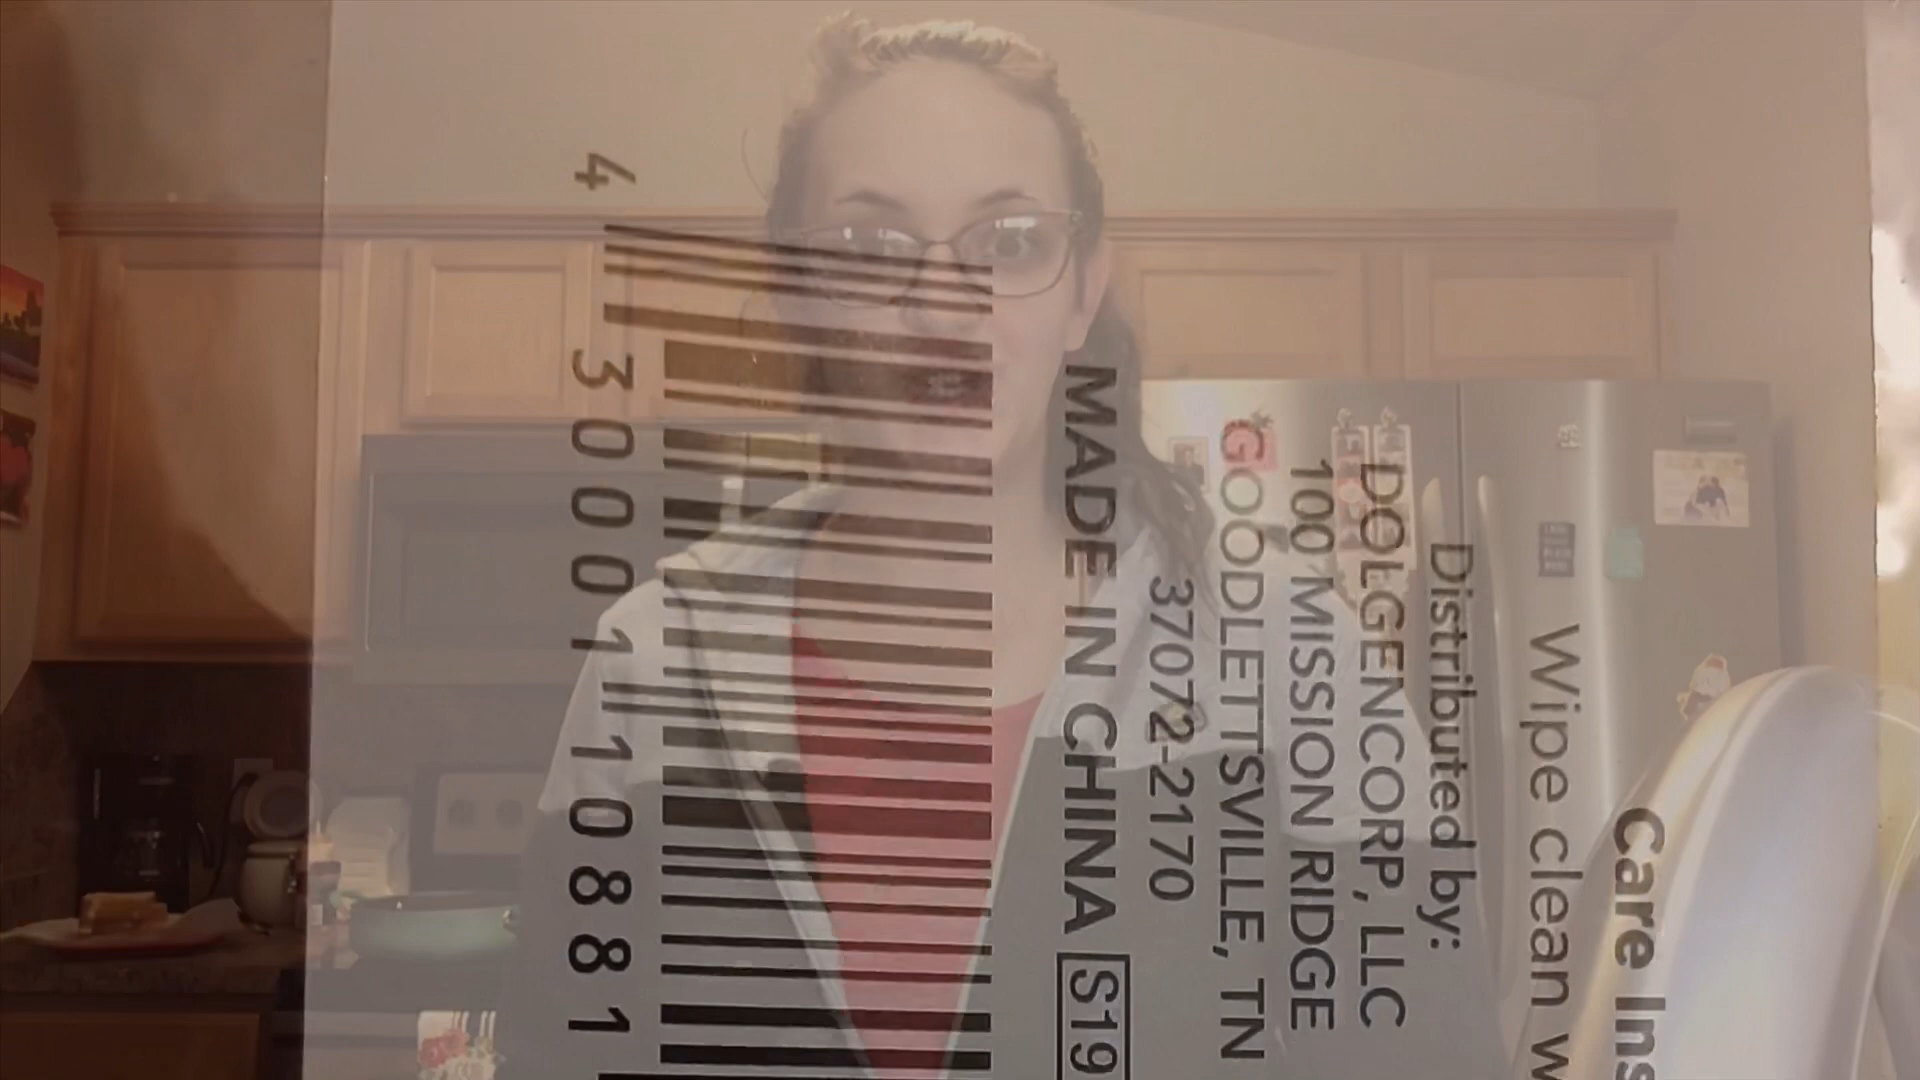 Care Ins
Wipe clean w
Distributed by:
DOLGENCORP, LLC
100 MISSION RIDGE
GOODLETTSVILLE, TN
37072-2170
MADE IN CHINA S19
4 30001 10881